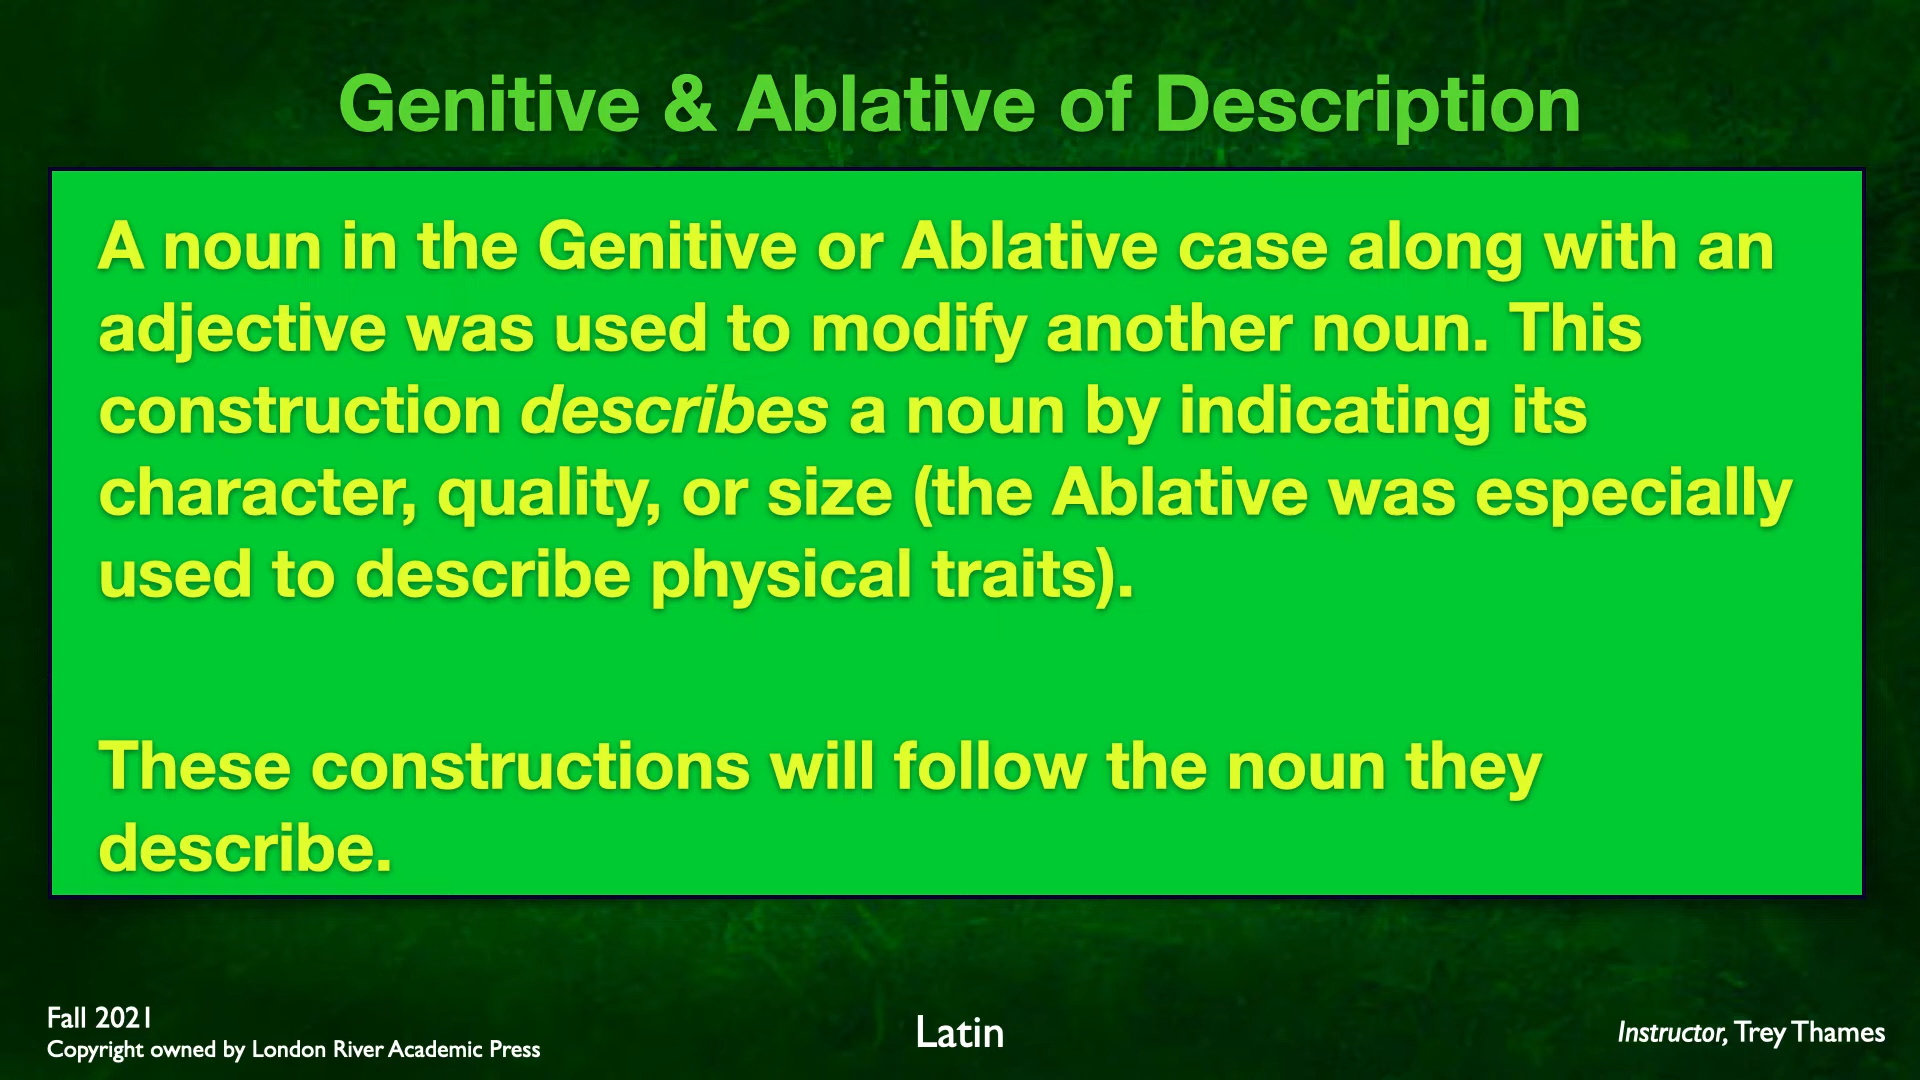 Genitive & Ablative of Description
A noun in the Genitive or Ablative case along with an
adjective was used to modify another noun. This
construction describes a noun by indicating its
character, quality, or size (the Ablative was especially
used to describe physical traits).
These constructions will follow the noun they
describe.
Fall 2021
Copyright owned by London River Academic Press
Latin
Instructor, Trey Thames